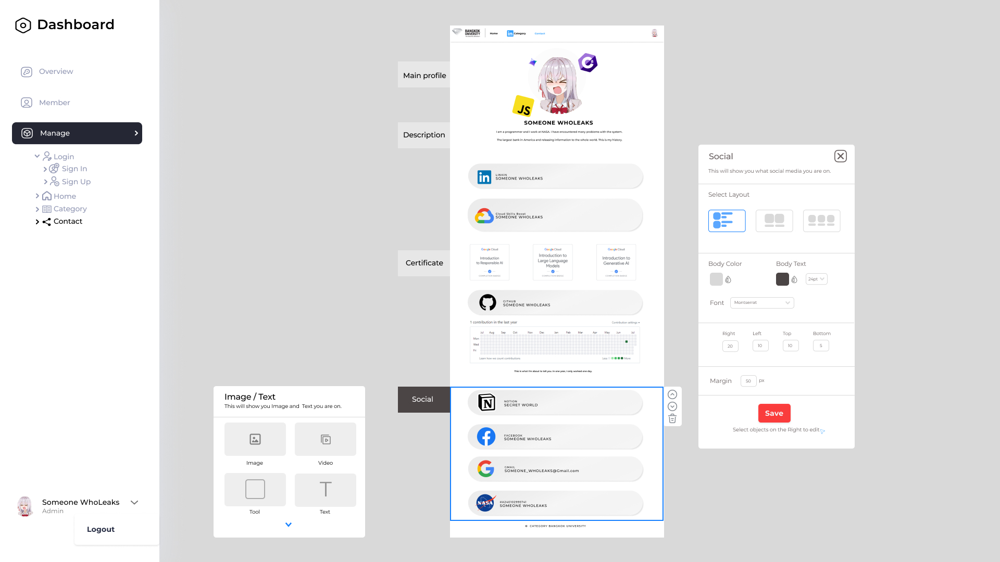 Dashboard
Overview
Member
Manage
Login
Sign In
Sign Up
Home
Category
Contact
Someone WhoLeaks
Admin
Logout
Image / Text
This will show you Image and Text you are on.
Image
Video
Tool
T
Text
Main profile
Description
Certificate
Social
BANGKOK
UNIVERSITY
Home
in
Category
Contact
C#
JS
SOMEONE WHOLEAKS
I am a programmer and I work at NASA. I have encountered many problems with the system.
The largest bank in America and releasing information to the whole world. This is my history.
in
LINKIN
SOMEONE WHOLEAKS
Cloud Skills Boost
SOMEONE WHOLEAKS
Google Cloud
Introduction
to Responsible AI
COMPLETION BADGE
Google Cloud
Introduction to
Large Language
Models
COMPLETION BADGE
Google Cloud
Introduction to
Generative AI
COMPLETION BADGE
GITHUB
SOMEONE WHOLEAKS
1 contribution in the last year
Contribution settings
Jul Aug Sep Oct Nov Dec Jan Feb Mar Apr May Jun Jul
Mon
Wed
Fri
Learn how we count contributions
Less
More
This is what I'm about to tell you. In one year, I only worked one day.
N
NOTION
SECRET WORLD
f
FACEBOOK
SOMEONE WHOLEAKS
G
GMAIL
SOMEONE_WHOLEAKS@Gmail.com
NASA
#A240102995741
SOMEONE WHOLEAKS
© CATEGORY BANGKOK UNIVERSITY
Social
This will show you what social media you are on.
Select Layout
Body Color
Body Text
24pt
Font
Montserrat
Right
Left
Top
Bottom
20
10
10
5
Margin
50
px
Save
Select objects on the Right to edit